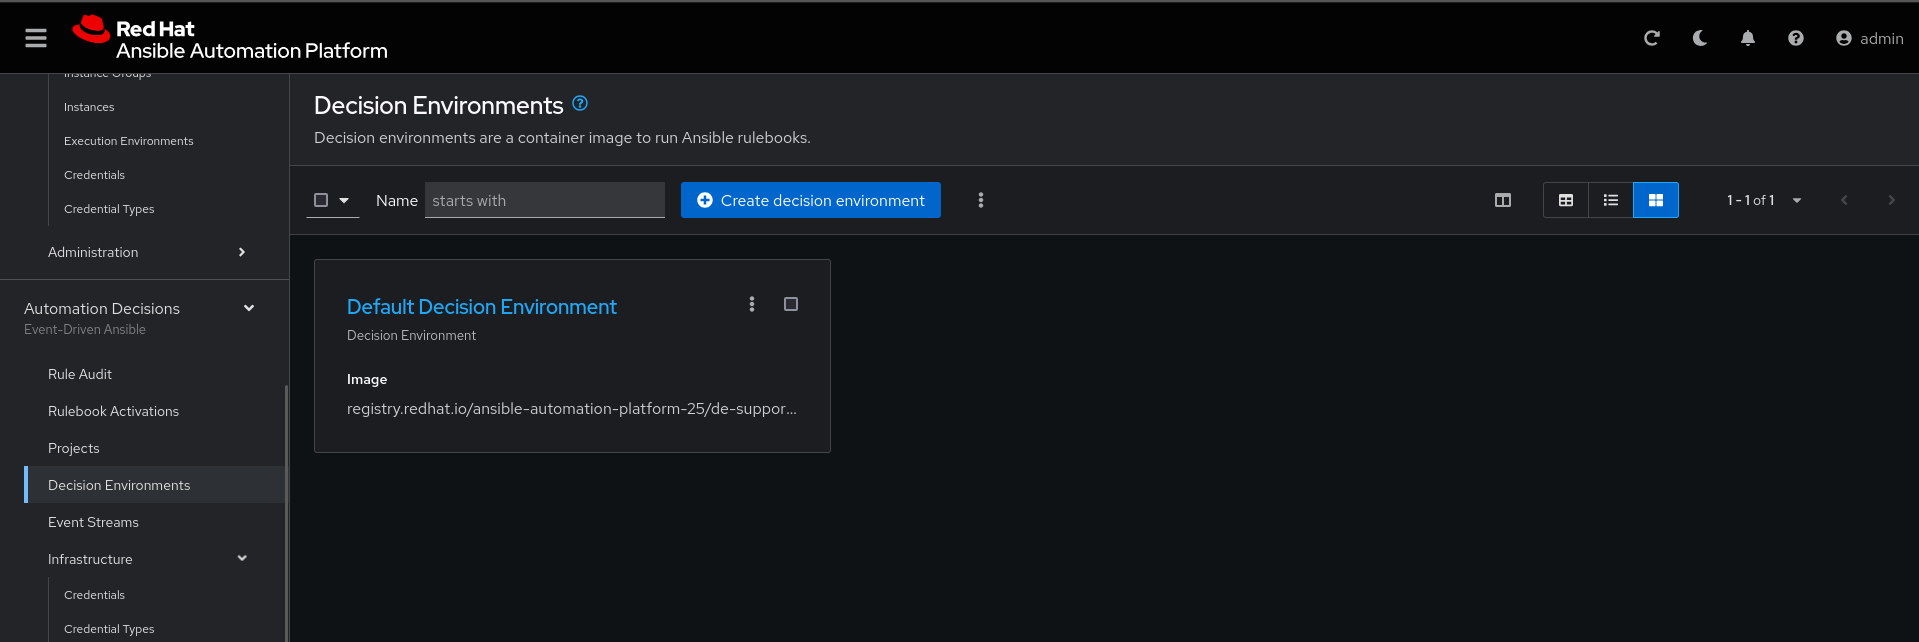 Red Hat
Ansible Automation Platform
admin
Instance Groups
Instances
Execution Environments
Credentials
Credential Types
Administration
Automation Decisions
Event-Driven Ansible
Rule Audit
Rulebook Activations
Projects
Decision Environments
Event Streams
Infrastructure
Credentials
Credential Types
Decision Environments
Decision environments are a container image to run Ansible rulebooks.
Name starts with Create decision environment 1 - 1 of 1
Default Decision Environment
Decision Environment
Image
registry.redhat.io/ansible-automation-platform-25/de-suppor...